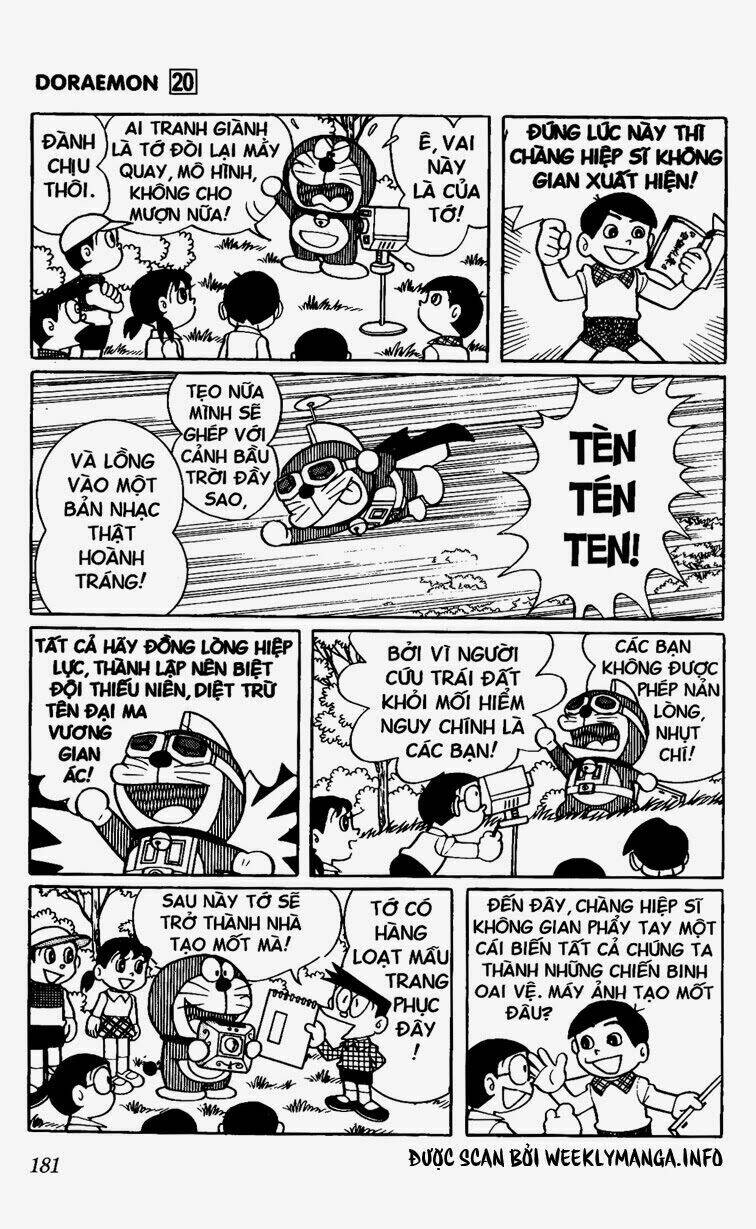 DORAEMON 20
ĐÀNH
CHỊU
THÔI.
AI TRANH GIÀNH
LÀ TỚ ĐÒI LẠI MÁY
QUAY, MÔ HÌNH,
KHÔNG CHO
MƯỢN NỮA!
Ê, VAI
NÀY
LÀ CỦA
TỚ!
ĐÚNG LÚC NÀY THÌ
CHÀNG HIỆP SĨ KHÔNG
GIAN XUẤT HIỆN!
VÀ LỒNG
VÀO MỘT
BẢN NHẠC
THẬT
HOÀNH
TRÁNG!
TẸO NỮA
MÌNH SẼ
GHÉP VỚI
CẢNH BẦU
TRỜI ĐẦY
SAO,
TÈN
TÉN
TEN!
TẤT CẢ HÃY ĐỒNG LÒNG HIỆP
LỰC, THÀNH LẬP NÊN BIỆT
ĐỘI THIẾU NIÊN, DIỆT TRỪ
TÊN ĐẠI MA
VƯƠNG
GIAN
ÁC!
BỞI VÌ NGƯỜI
CỨU TRÁI ĐẤT
KHỎI MỐI HIỂM
NGUY CHÍNH LÀ
CÁC BẠN!
CÁC BẠN
KHÔNG ĐƯỢC
PHÉP NẢN
LÒNG,
NHỤT
CHÍ!
SAU NÀY TỚ SẼ
TRỞ THÀNH NHÀ
TẠO MỐT MÀ!
TỚ CÓ
HÀNG
LOẠT MẪU
TRANG
PHỤC
ĐÂY
!
ĐẾN ĐÂY, CHÀNG HIỆP SĨ
KHÔNG GIAN PHẨY TAY MỘT
CÁI BIẾN TẤT CẢ CHÚNG TA
THÀNH NHỮNG CHIẾN BINH
OAI VỆ. MÁY ẢNH TẠO MỐT
ĐÂU?
181
ĐƯỢC SCAN BỞI WEEKLYMANGA.INFO